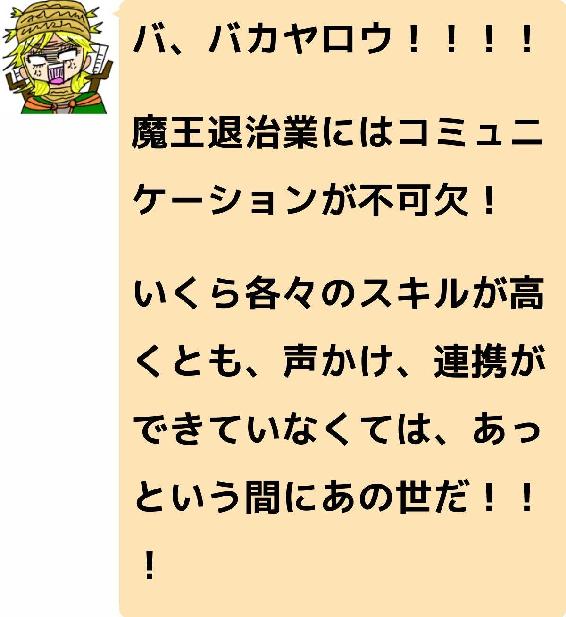 バ、バカヤロウ！！！！
魔王退治業にはコミュニ
ケーションが不可欠！
いくら各々のスキルが高
くとも、声かけ、連携が
できていなくては、あっ
という間にあの世だ！！
！